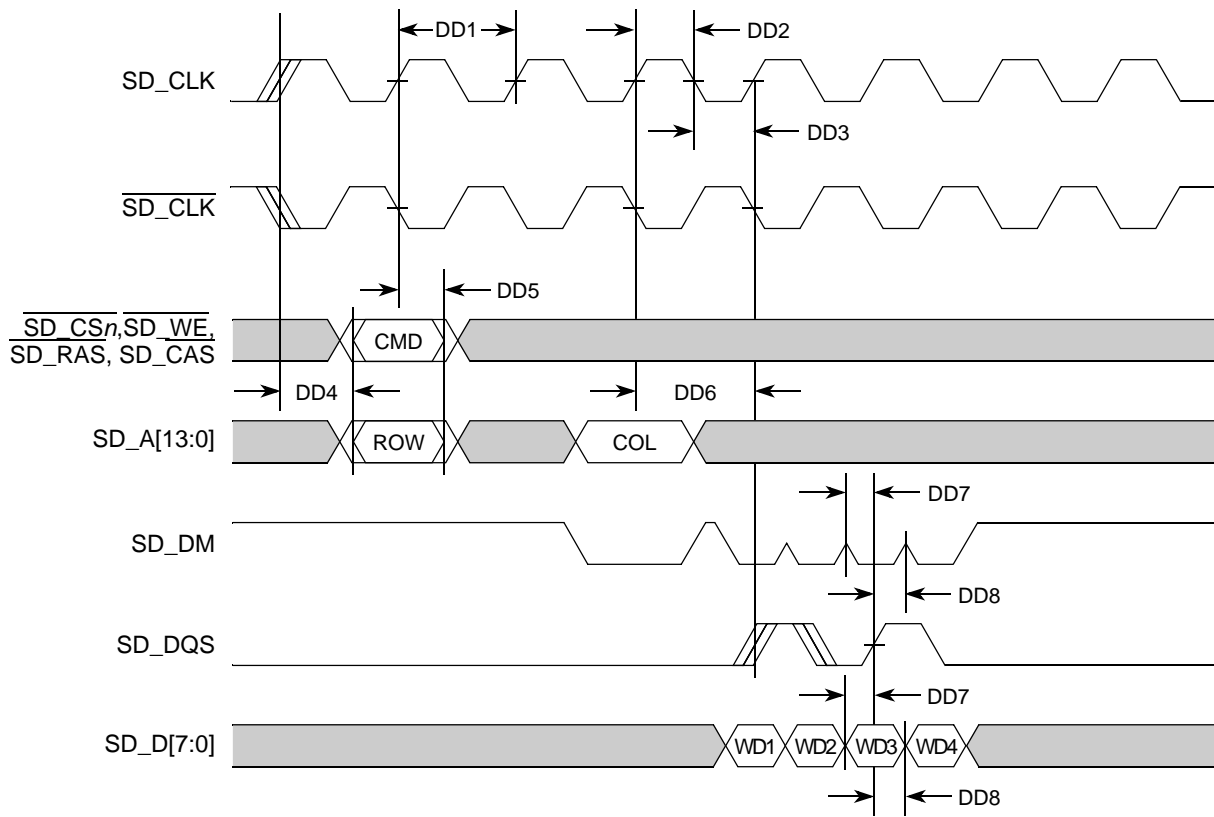 DD1
DD2
SD_CLK
DD3
SD_CLK
DD5
SD_CSn,SD_WE,
SD_RAS, SD_CAS
CMD
DD4
DD6
SD_A[13:0]
ROW
COL
DD7
SD_DM
DD8
SD_DQS
DD7
SD_D[7:0]
WD1
WD2
WD3
WD4
DD8